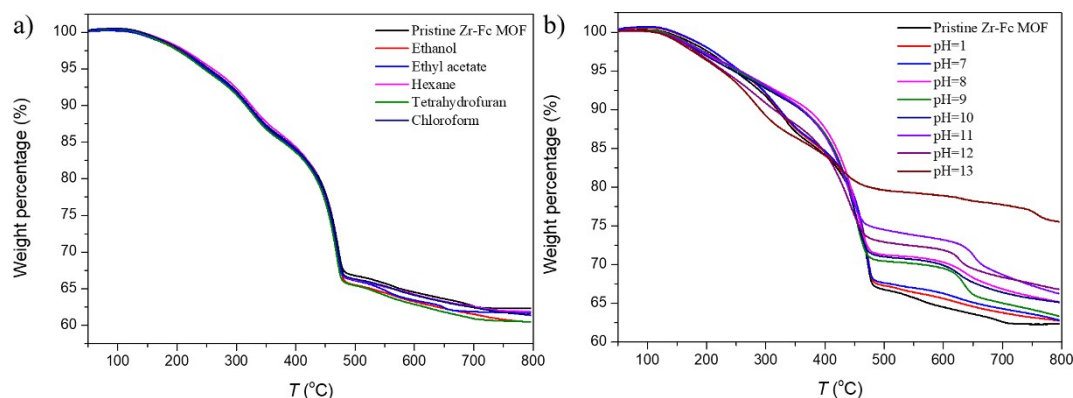 a)
Pristine Zr-Fc MOF
Ethanol
Ethyl acetate
Hexane
Tetrahydrofuran
Chloroform
Weight percentage (%)
100
95
90
85
80
75
70
65
60
100 200 300 400 500 600 700 800
T (°C)
b)
Pristine Zr-Fc MOF
pH=1
pH=7
pH=8
pH=9
pH=10
pH=11
pH=12
pH=13
Weight percentage (%)
100
95
90
85
80
75
70
65
60
100 200 300 400 500 600 700 800
T (°C)